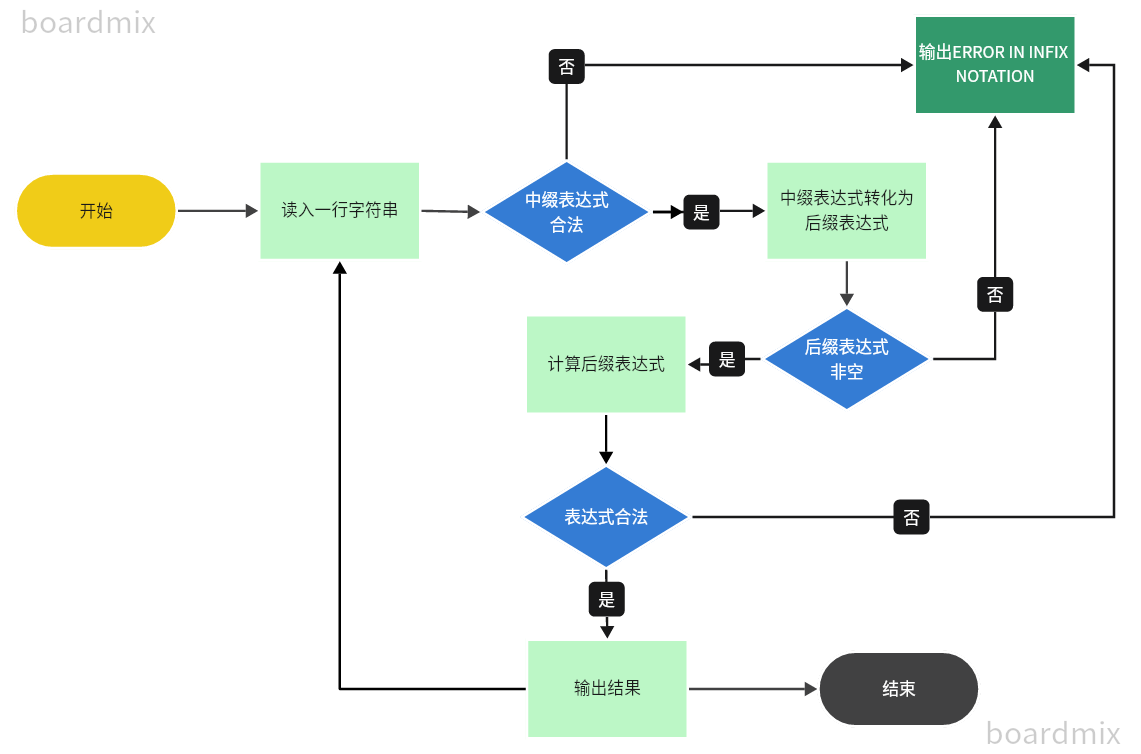 boardmix
否
输出ERROR IN INFIX
NOTATION
开始
读入一行字符串
中缀表达式
合法
是
中缀表达式转化为
后缀表达式
否
计算后缀表达式
是
后缀表达式
非空
表达式合法
否
是
输出结果
结束
boardmix